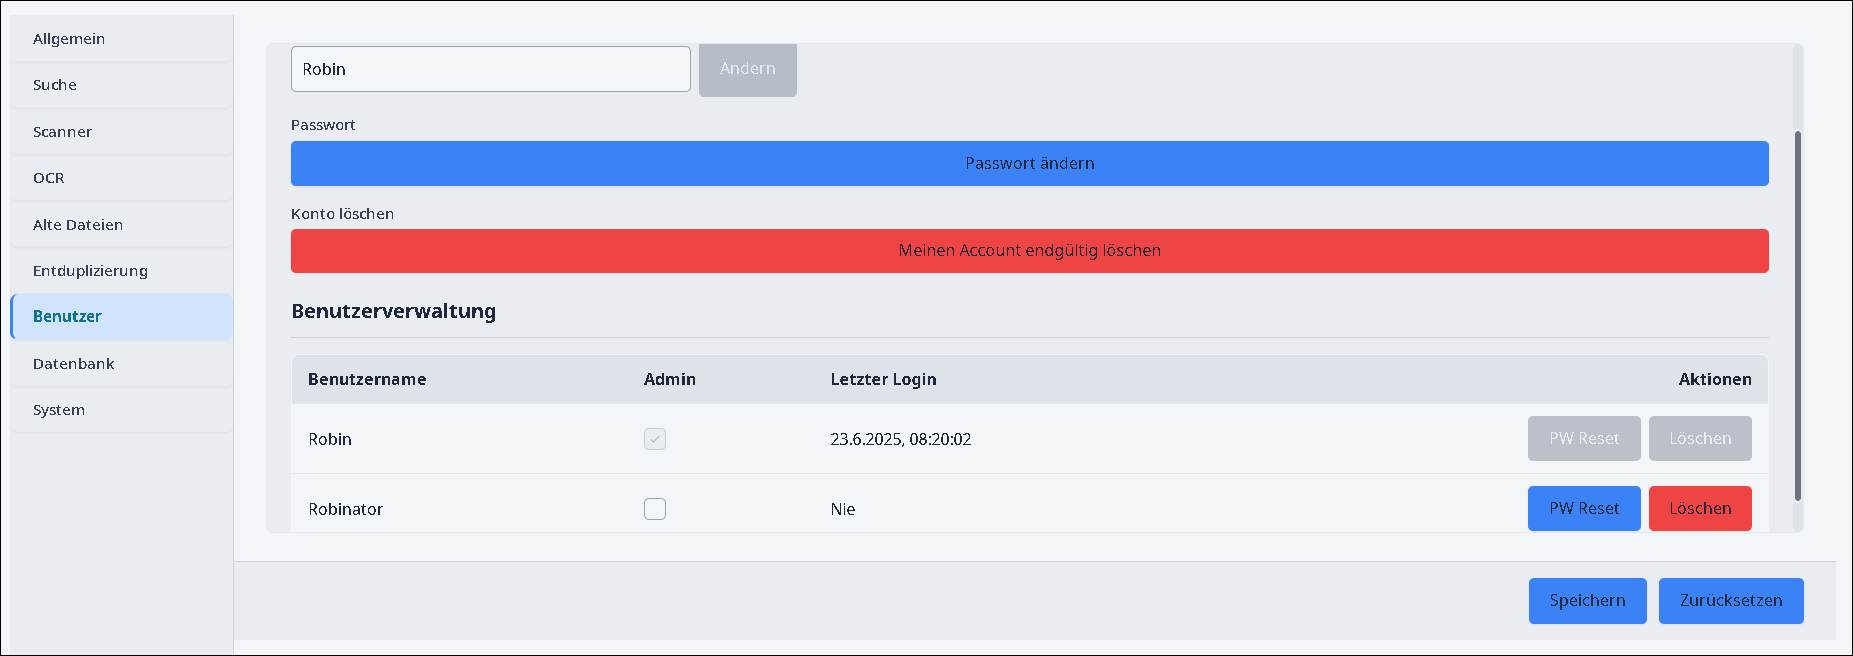 Allgemein
Suche
Scanner
OCR
Alte Dateien
Entduplizierung
Benutzer
Datenbank
System
Robin Ändern
Passwort
Passwort ändern
Konto löschen
Meinen Account endgültig löschen
Benutzerverwaltung
Benutzername Admin Letzter Login Aktionen
Robin 23.6.2025, 08:20:02 PW Reset Löschen
Robinator Nie PW Reset Löschen
Speichern Zurücksetzen